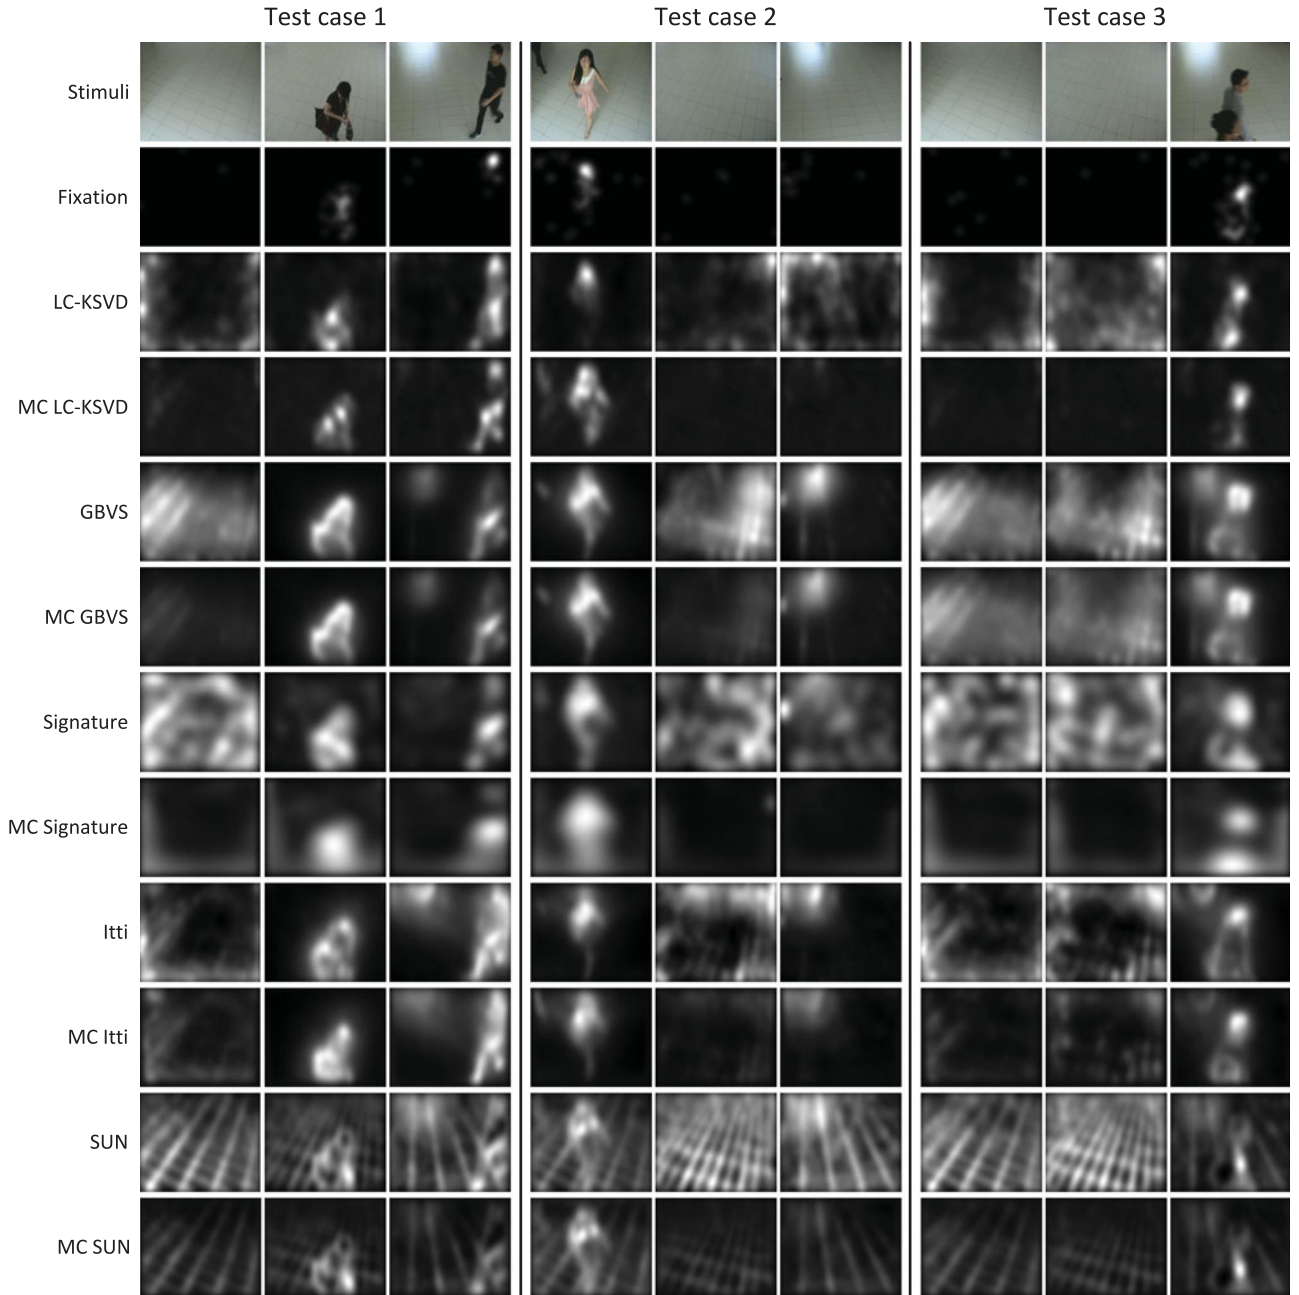 Test case 1
Test case 2
Test case 3
Stimuli
Fixation
LC-KSVD
MC LC-KSVD
GBVS
MC GBVS
Signature
MC Signature
Itti
MC Itti
SUN
MC SUN